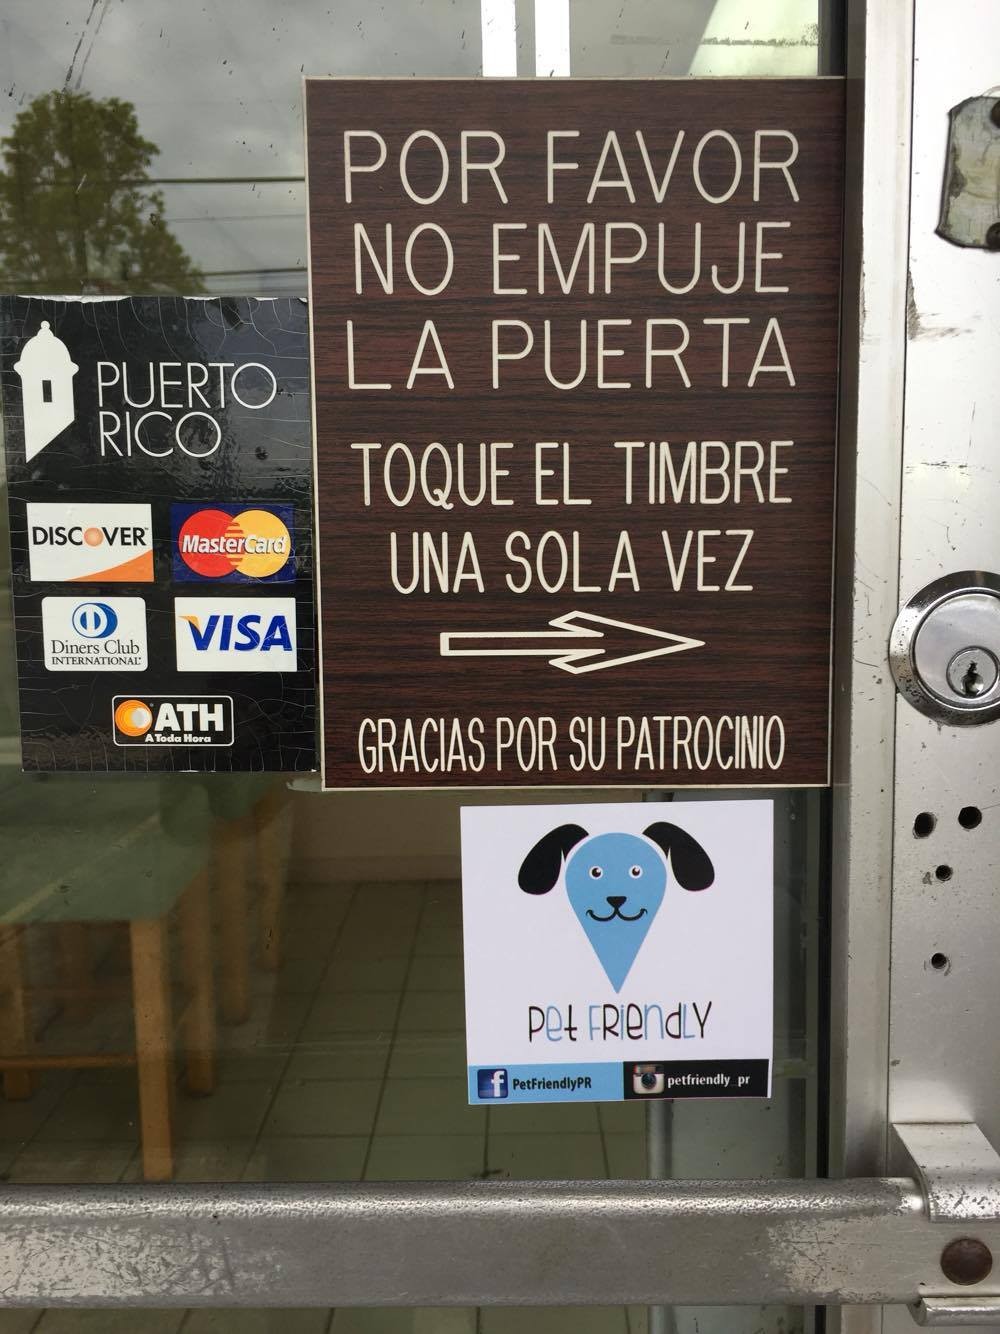 POR FAVOR
NO EMPUJE
LA PUERTA
TOQUE EL TIMBRE
UNA SOLA VEZ
GRACIAS POR SU PATROCINIO
PUERTO
RICO
DISCOVER
MasterCard
Diners Club
INTERNATIONAL
VISA
ATH
A Toda Hora
Pet FRiendLY
f PetFriendlyPR
petfriendly_pr